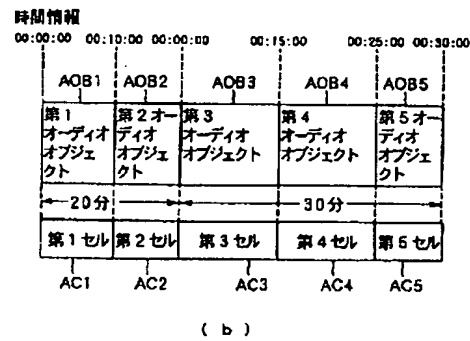 時間情報
00:00:00 00:10:00 00:00:00 00:15:00 00:25:00 00:30:00
AOB1 AOB2 AOB3 AOB4 AOB5
第1 第2オー 第3 第4 第5オー
オーディオ ディオ オーディオ オーディオ ディオ
オブジェ オブジェ オブジェクト オブジェクト オブジェ
クト クト クト
20分 30分
第1セル 第2セル 第3セル 第4セル 第5セル
AC1 AC2 AC3 AC4 AC5
( b )